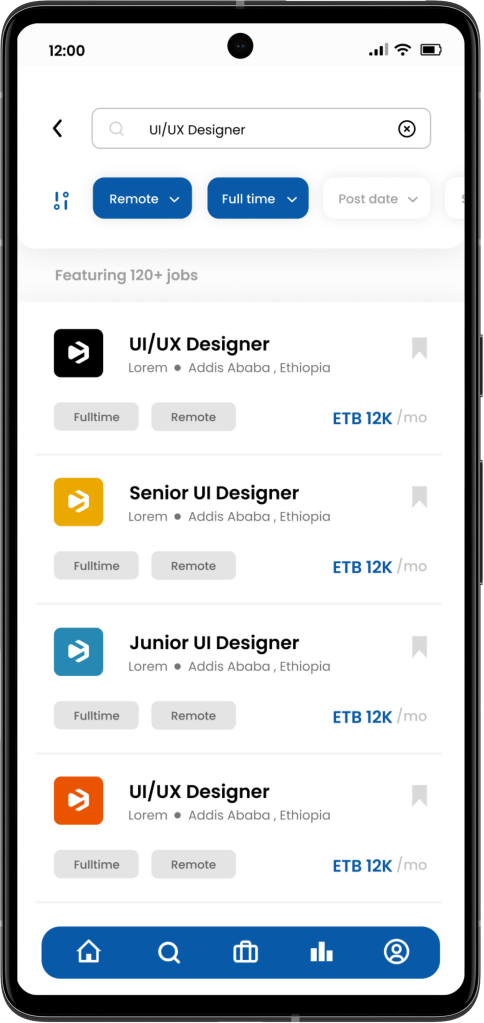 12:00
UI/UX Designer
Remote Full time Post date
Featuring 120+ jobs
UI/UX Designer
Lorem ● Addis Ababa , Ethiopia
Fulltime Remote ETB 12K /mo
Senior UI Designer
Lorem ● Addis Ababa , Ethiopia
Fulltime Remote ETB 12K /mo
Junior UI Designer
Lorem ● Addis Ababa , Ethiopia
Fulltime Remote ETB 12K /mo
UI/UX Designer
Lorem ● Addis Ababa , Ethiopia
Fulltime Remote ETB 12K /mo